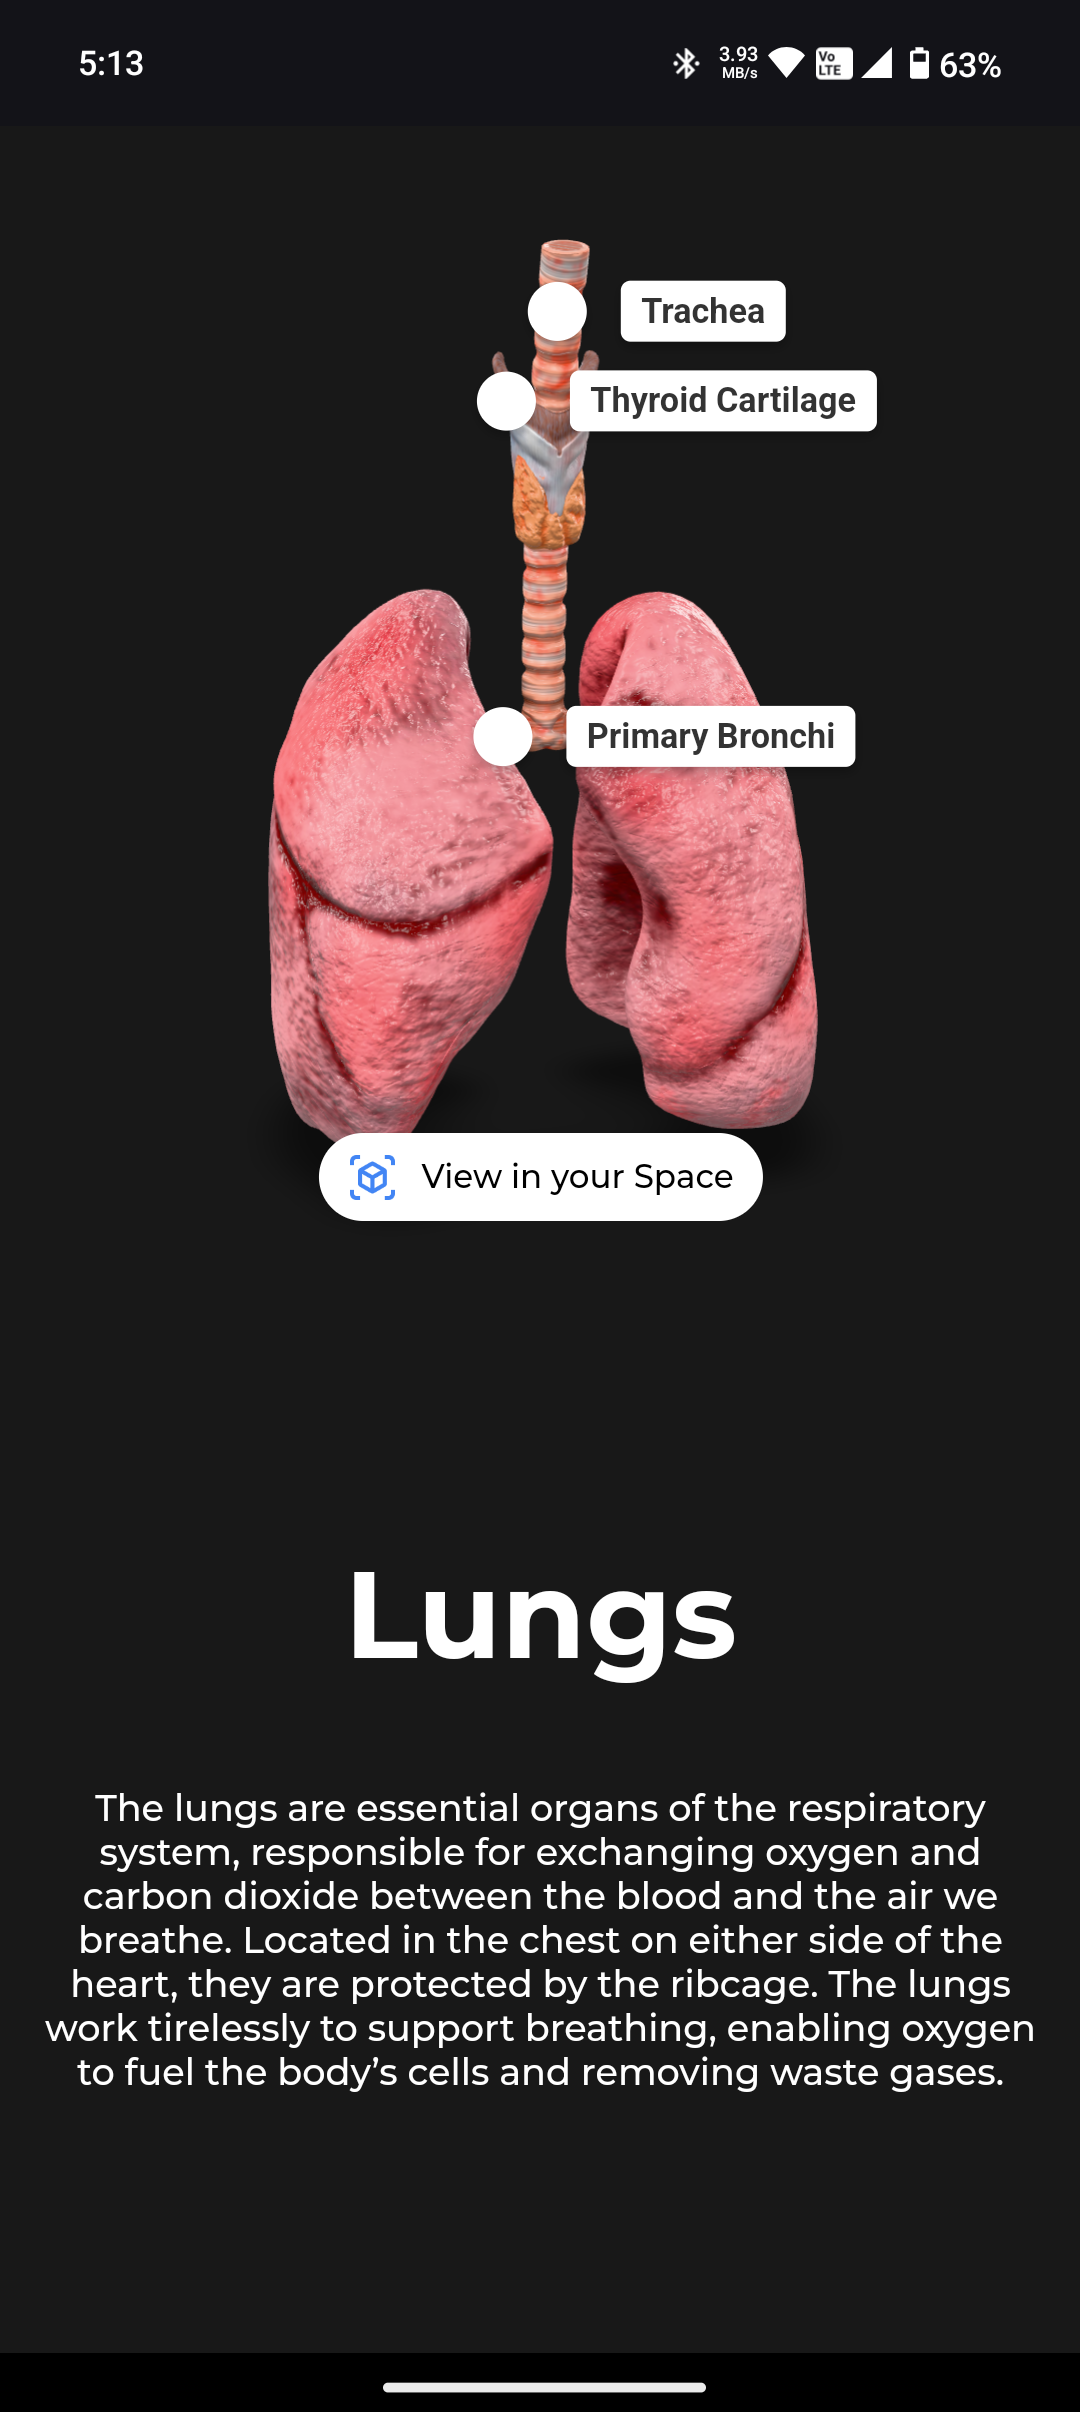 5:13
3.93
MB/s
Vo
LTE
63%
Trachea
Thyroid Cartilage
Primary Bronchi
View in your Space
Lungs
The lungs are essential organs of the respiratory
system, responsible for exchanging oxygen and
carbon dioxide between the blood and the air we
breathe. Located in the chest on either side of the
heart, they are protected by the ribcage. The lungs
work tirelessly to support breathing, enabling oxygen
to fuel the body’s cells and removing waste gases.